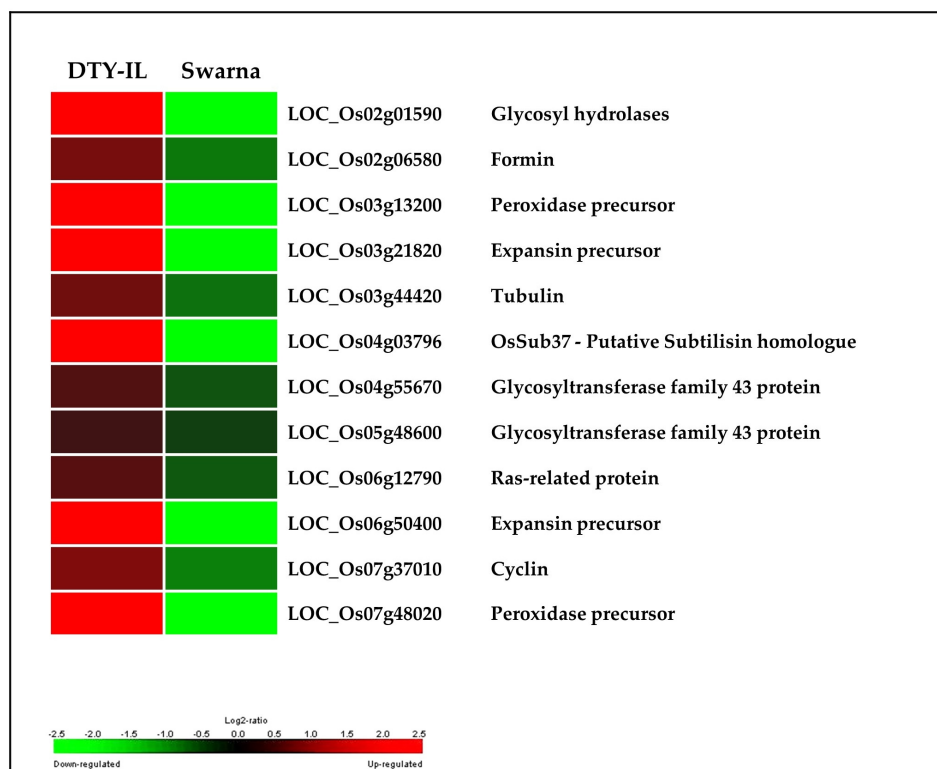 DTY-IL Swarna
LOC_Os02g01590 Glycosyl hydrolases
LOC_Os02g06580 Formin
LOC_Os03g13200 Peroxidase precursor
LOC_Os03g21820 Expansin precursor
LOC_Os03g44420 Tubulin
LOC_Os04g03796 OsSub37 - Putative Subtilisin homologue
LOC_Os04g55670 Glycosyltransferase family 43 protein
LOC_Os05g48600 Glycosyltransferase family 43 protein
LOC_Os06g12790 Ras-related protein
LOC_Os06g50400 Expansin precursor
LOC_Os07g37010 Cyclin
LOC_Os07g48020 Peroxidase precursor
Log2-ratio
-2.5 -2.0 -1.0 -0.5 0.0 0.5 1.0 1.5 2.0 2.5
Down-regulated Up-regulated